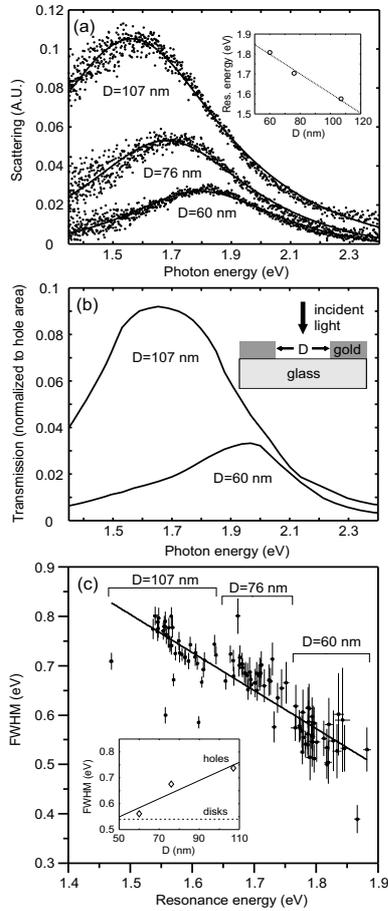 (a)
0.12
0.1
0.08
0.06
0.04
0.02
0
Scattering (A.U.)
D=107 nm
D=76 nm
D=60 nm
1.5 1.7 1.9 2.1 2.3
Photon energy (eV)
1.9
1.8
1.7
1.6
1.5
Res. energy (eV)
60 80 100
D (nm)
(b)
0.1
0.08
0.06
0.04
0.02
0
Transmission (normalized to hole area)
D=107 nm
D=60 nm
incident
light
D gold
glass
1.5 1.7 1.9 2.1 2.3
Photon energy (eV)
(c)
0.9
0.8
0.7
0.6
0.5
0.4
0.3
FWHM (eV)
D=107 nm
D=76 nm
D=60 nm
0.8
0.7
0.6
0.5
FWHM (eV)
holes
disks
50 70 90
D (nm)
1.4 1.5 1.6 1.7 1.8 1.9
Resonance energy (eV)